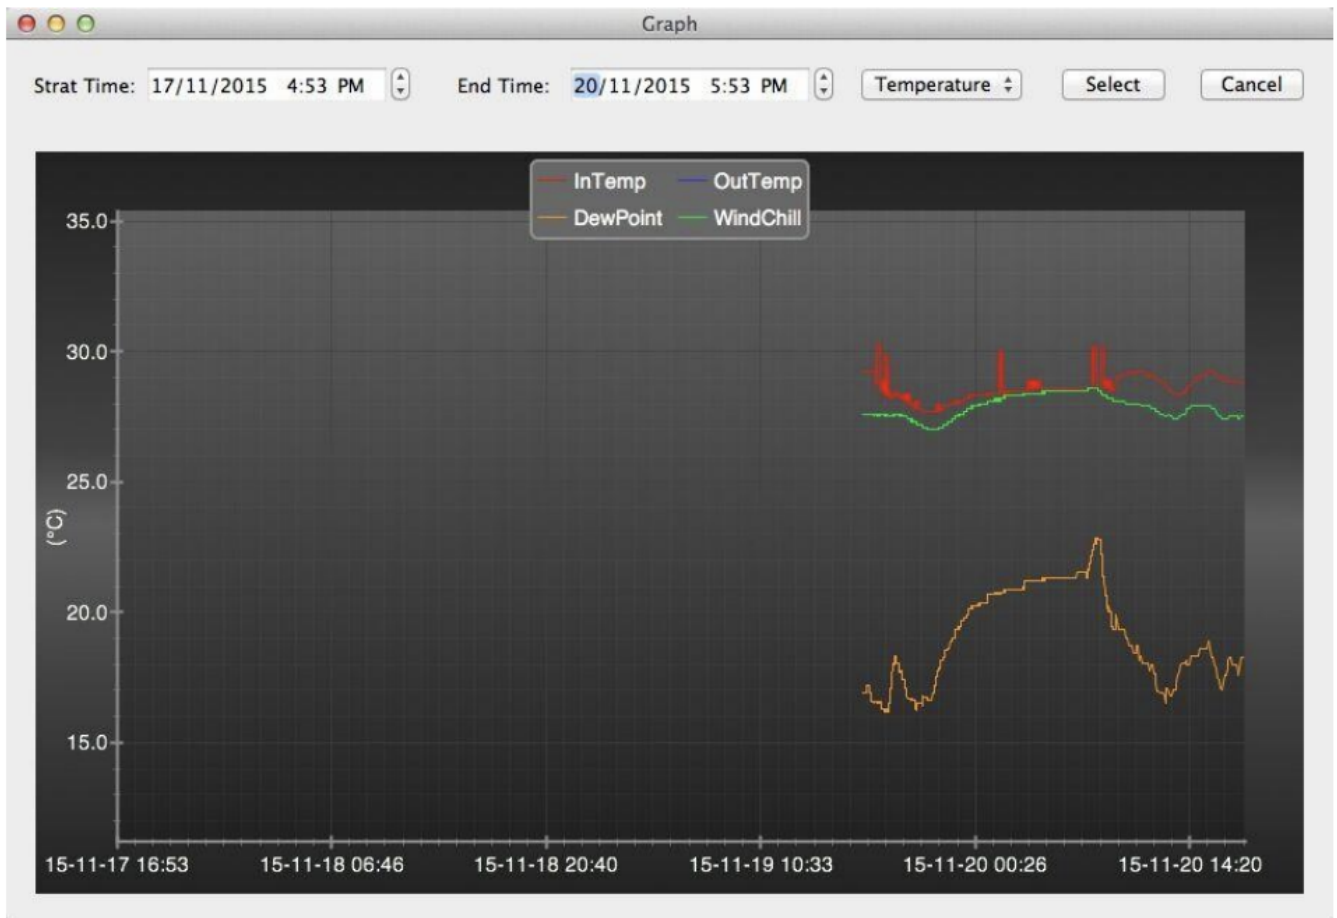 Graph
Strat Time: 17/11/2015 4:53 PM End Time: 20/11/2015 5:53 PM Temperature Select Cancel
InTemp OutTemp
DewPoint WindChill
35.0
30.0
25.0
(°C)
20.0
15.0
15-11-17 16:53 15-11-18 06:46 15-11-18 20:40 15-11-19 10:33 15-11-20 00:26 15-11-20 14:20